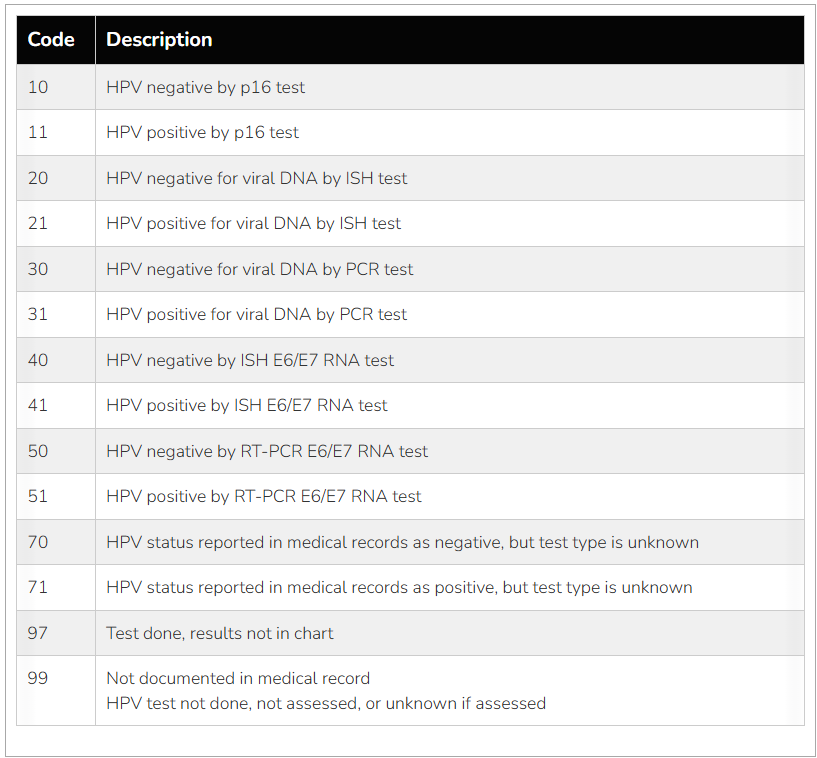 Code Description
10 HPV negative by p16 test
11 HPV positive by p16 test
20 HPV negative for viral DNA by ISH test
21 HPV positive for viral DNA by ISH test
30 HPV negative for viral DNA by PCR test
31 HPV positive for viral DNA by PCR test
40 HPV negative by ISH E6/E7 RNA test
41 HPV positive by ISH E6/E7 RNA test
50 HPV negative by RT-PCR E6/E7 RNA test
51 HPV positive by RT-PCR E6/E7 RNA test
70 HPV status reported in medical records as negative, but test type is unknown
71 HPV status reported in medical records as positive, but test type is unknown
97 Test done, results not in chart
99 Not documented in medical record
HPV test not done, not assessed, or unknown if assessed